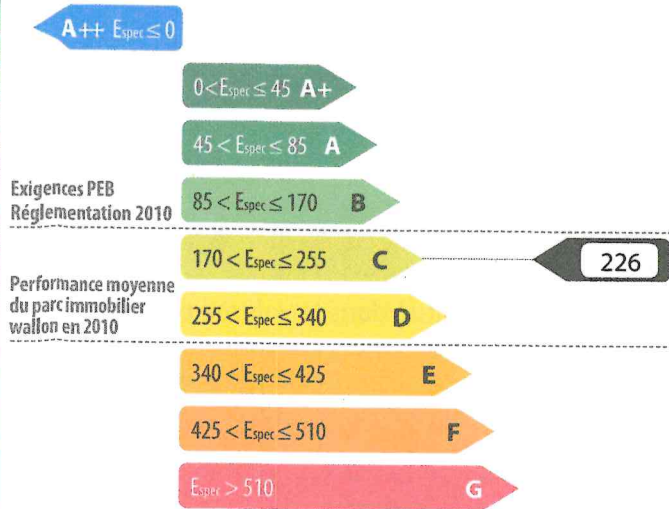 A++ Espec ≤ 0
0 < Espec ≤ 45 A+
45 < Espec ≤ 85 A
Exigences PEB
Réglementation 2010
85 < Espec ≤ 170 B
170 < Espec ≤ 255 C
226
Performance moyenne
du parc immobilier
wallon en 2010
255 < Espec ≤ 340 D
340 < Espec ≤ 425 E
425 < Espec ≤ 510 F
Espec > 510 G